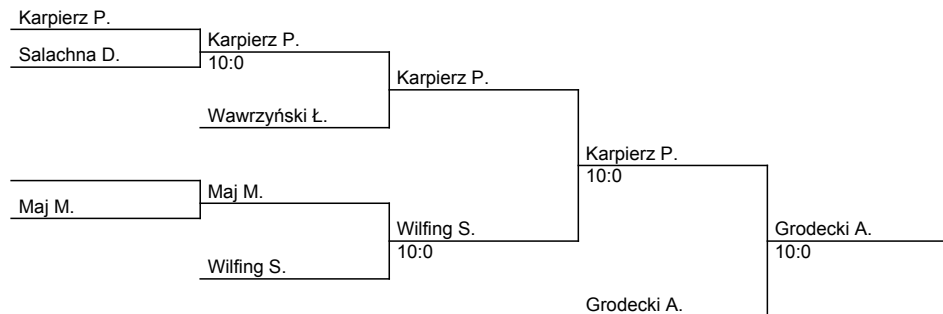 Karpierz P.
Salachna D.
Karpierz P.
10:0
Wawrzyński Ł.
Karpierz P.
Maj M.
Maj M.
Wilfing S.
Wilfing S.
10:0
Karpierz P.
10:0
Grodecki A.
Grodecki A.
10:0